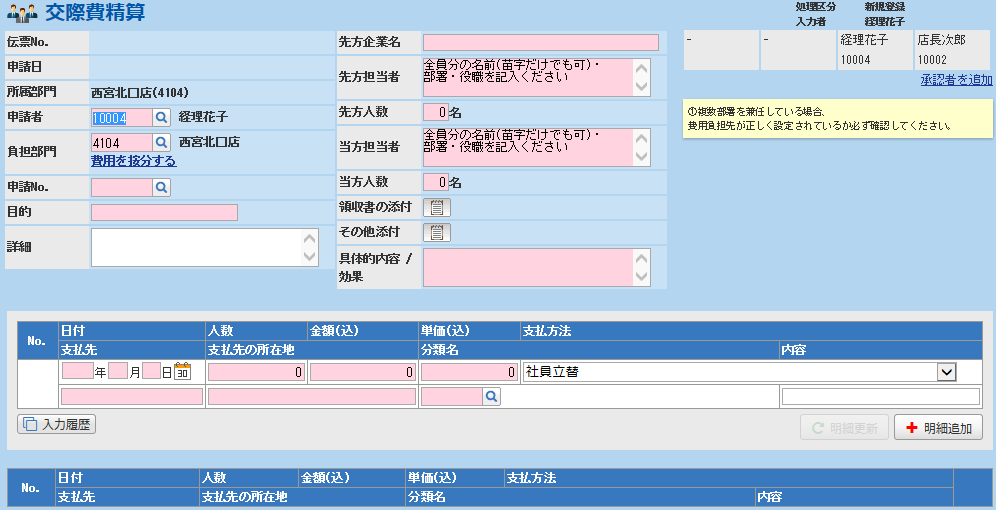 交際費精算
処理区分 新規登録
入力者 経理花子
- - 経理花子 店長次郎
10004 10002
承認者を追加
①複数部署を兼任している場合、
費用負担先が正しく設定されているか必ず確認してください。
伝票No.
申請日
所属部門 西宮北口店(4104)
申請者 10004 経理花子
負担部門 4104 西宮北口店
費用を按分する
申請No.
目的
詳細
先方企業名
先方担当者 全員分の名前(苗字だけでも可)・
部署・役職を記入ください
先方人数 0 名
当方担当者 全員分の名前(苗字だけでも可)・
部署・役職を記入ください
当方人数 0 名
領収書の添付
その他添付
具体的内容 /
効果
No. 日付 人数 金額(込) 単価(込) 支払方法
支払先 支払先の所在地 分類名 内容
年 月 日 30 0 0 0 社員立替
入力履歴 明細更新 明細追加
No. 日付 人数 金額(込) 単価(込) 支払方法
支払先 支払先の所在地 分類名 内容